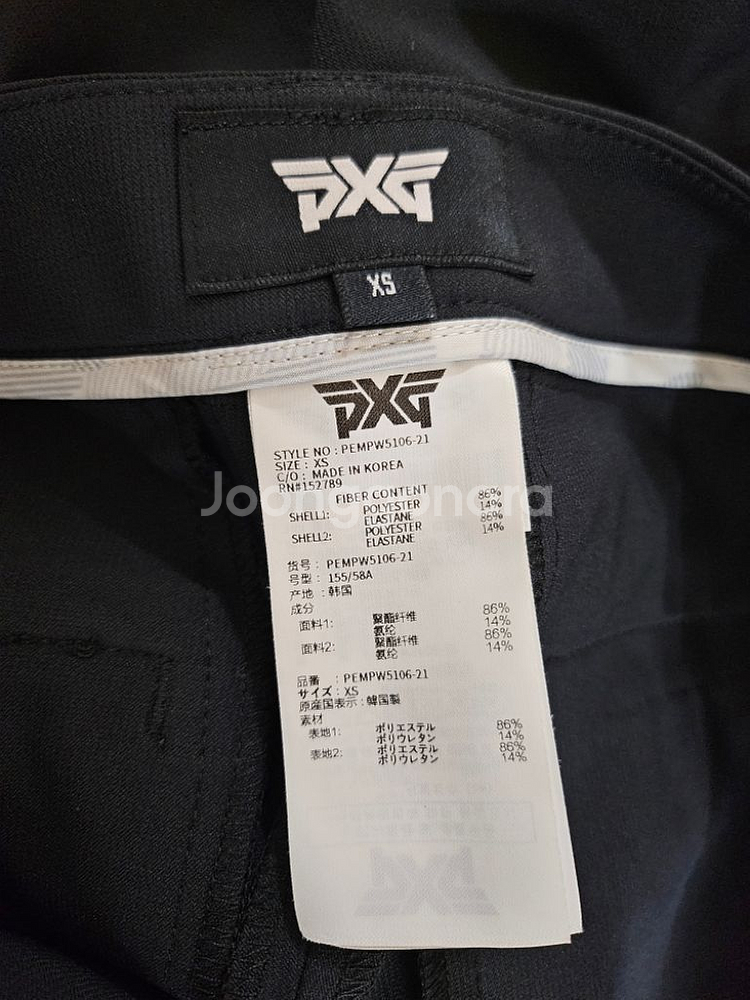 PXG
XS
PXG
STYLE NO : PEMPW5106-21
SIZE : XS
C/O : MADE IN KOREA
RN#152789
FIBER CONTENT
SHELL1: POLYESTER 86%
ELASTANE 14%
SHELL2: POLYESTER 86%
ELASTANE 14%
Joonggonara
货号 : PEMPW5106-21
号型 : 155/58A
产地 : 韩国
成分
面料1: 聚酯纤维 86%
氨纶 14%
面料2: 聚酯纤维 86%
氨纶 14%
品番 : PEMPW5106-21
サイズ : XS
原産国表示 : 韓国製
素材
表地1: ポリエステル 86%
ポリウレタン 14%
表地2: ポリエステル 86%
ポリウレタン 14%